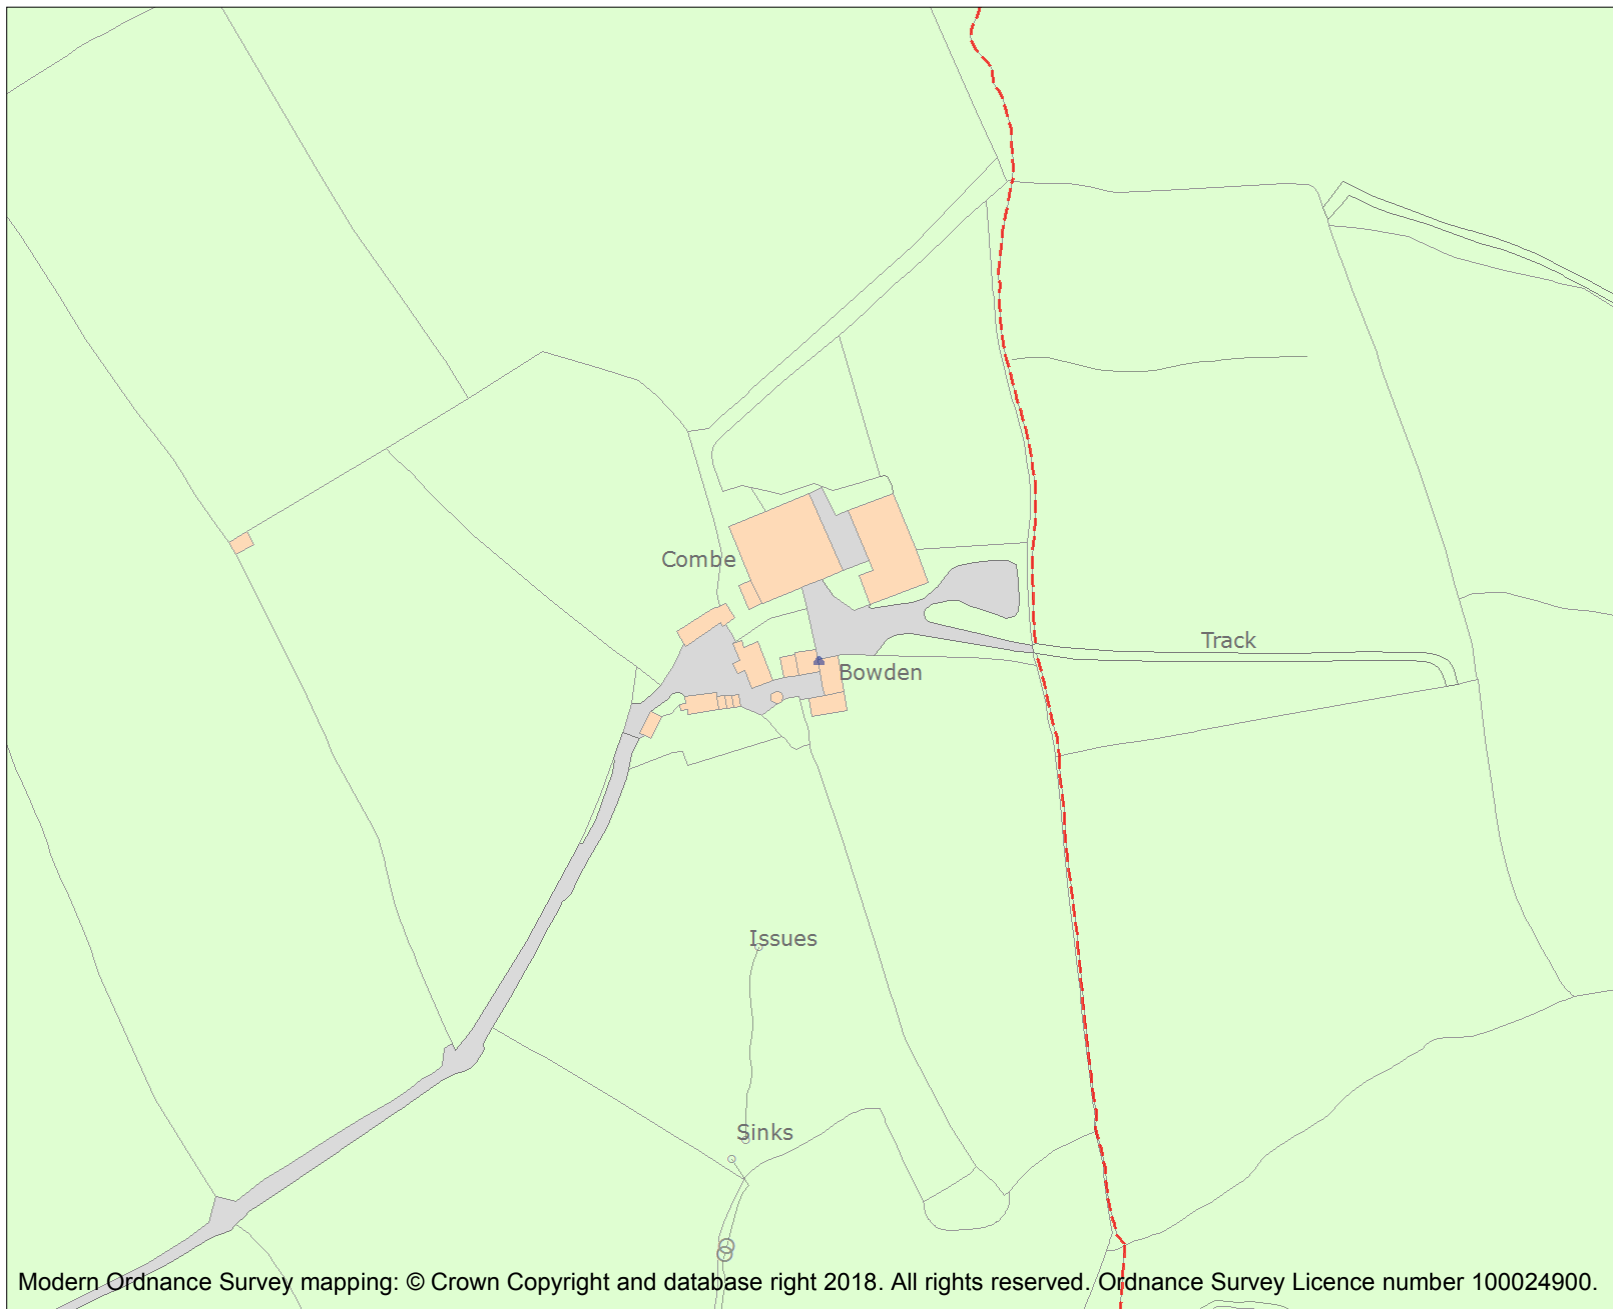 Combe
Track
Bowden
Issues
Sinks
Modern Ordnance Survey mapping: © Crown Copyright and database right 2018. All rights reserved. Ordnance Survey Licence number 100024900.